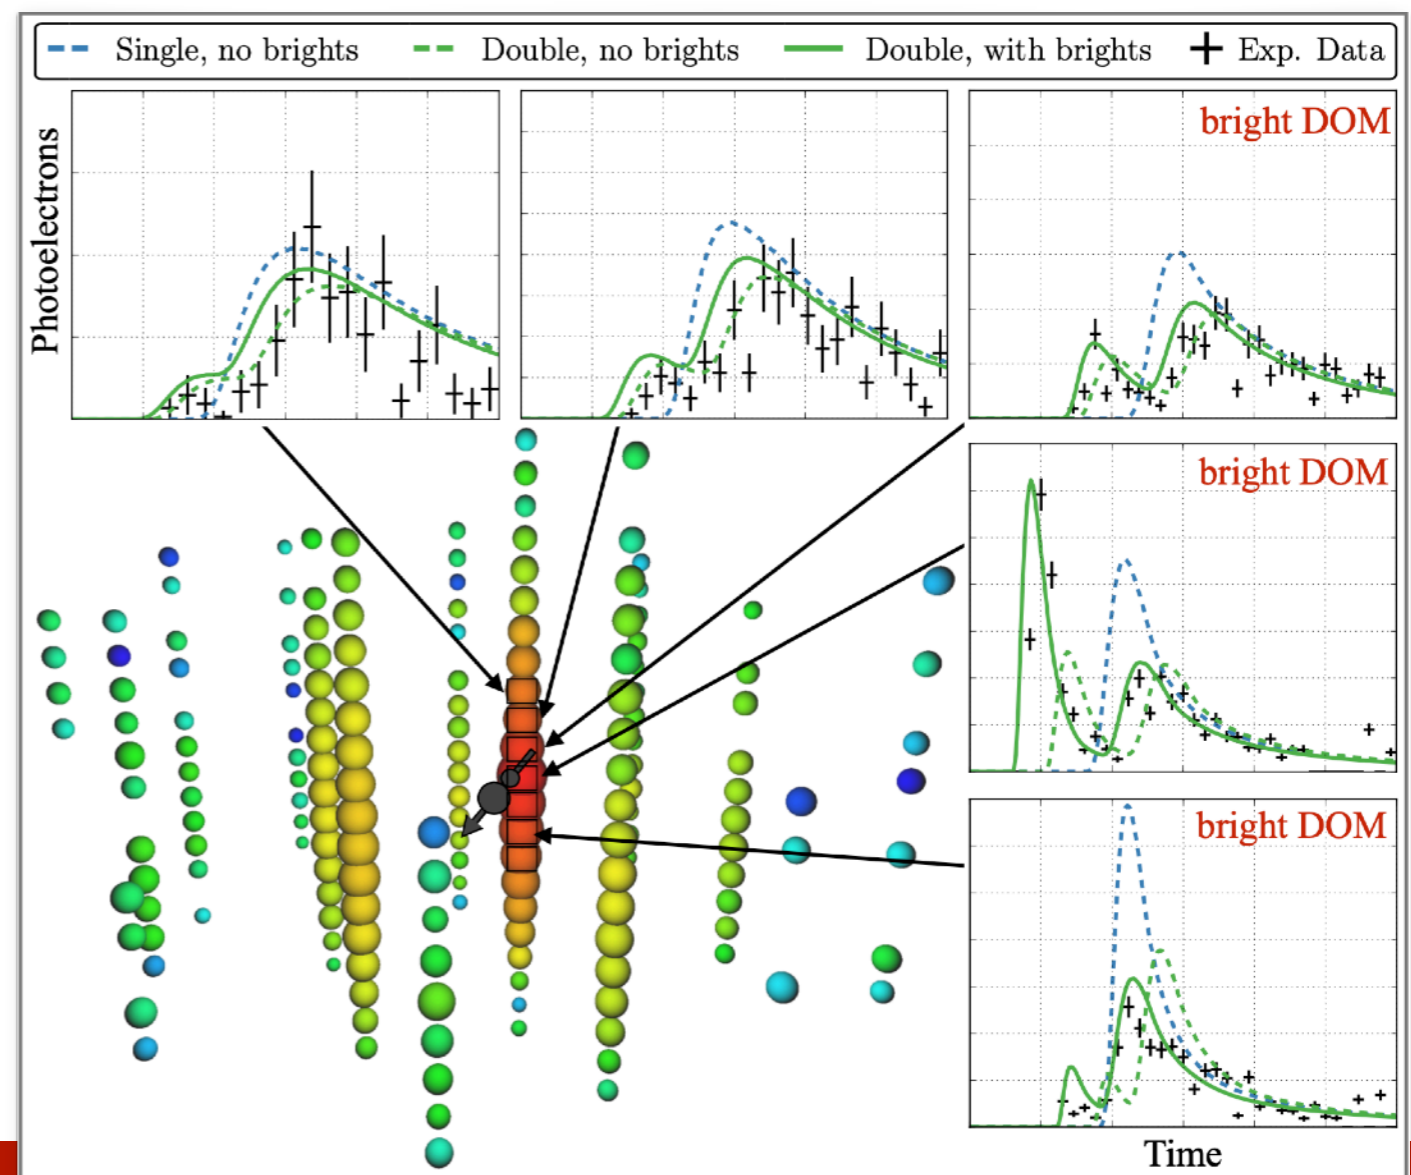 Single, no brights Double, no brights Double, with brights Exp. Data
Photoelectrons
bright DOM
bright DOM
bright DOM
Time